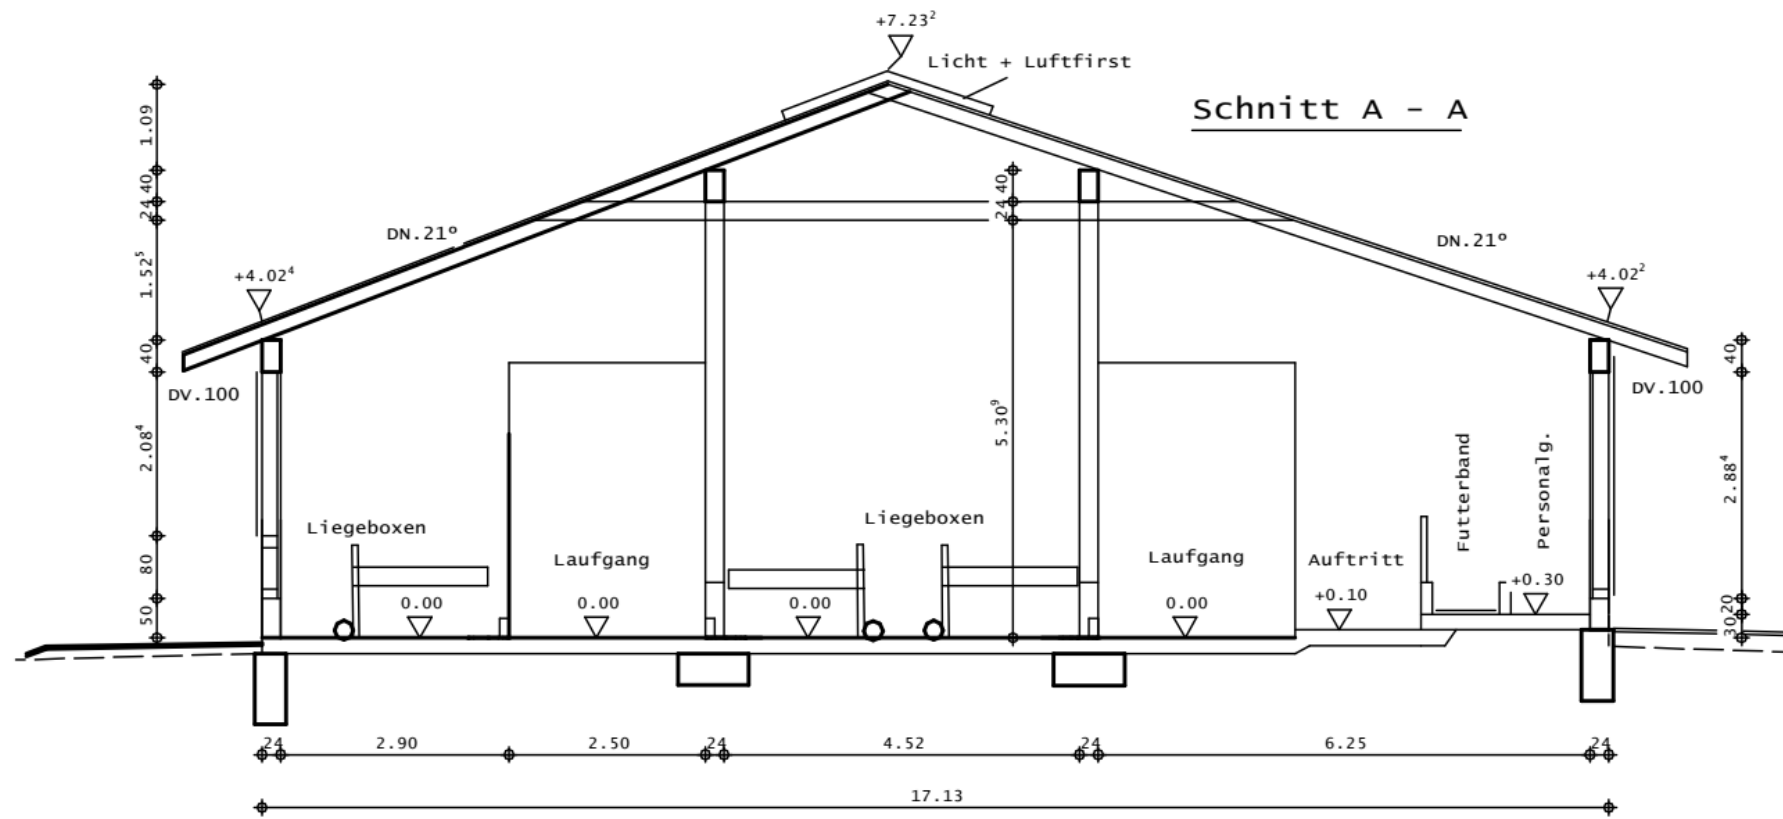 +7.23²
Licht + Luftfirst
Schnitt A - A
1.09
40
24
1.52⁵
40
2.08⁴
80
50
DN.21º
DN.21º
+4.02⁴
+4.02²
DV.100
DV.100
40
24
5.30⁹
40
2.88⁴
20
30
Liegeboxen
Laufgang
Liegeboxen
Laufgang
Auftritt
Futterband
Personalg.
0.00
0.00
0.00
0.00
+0.10
+0.30
24
2.90
2.50
24
4.52
24
6.25
24
17.13